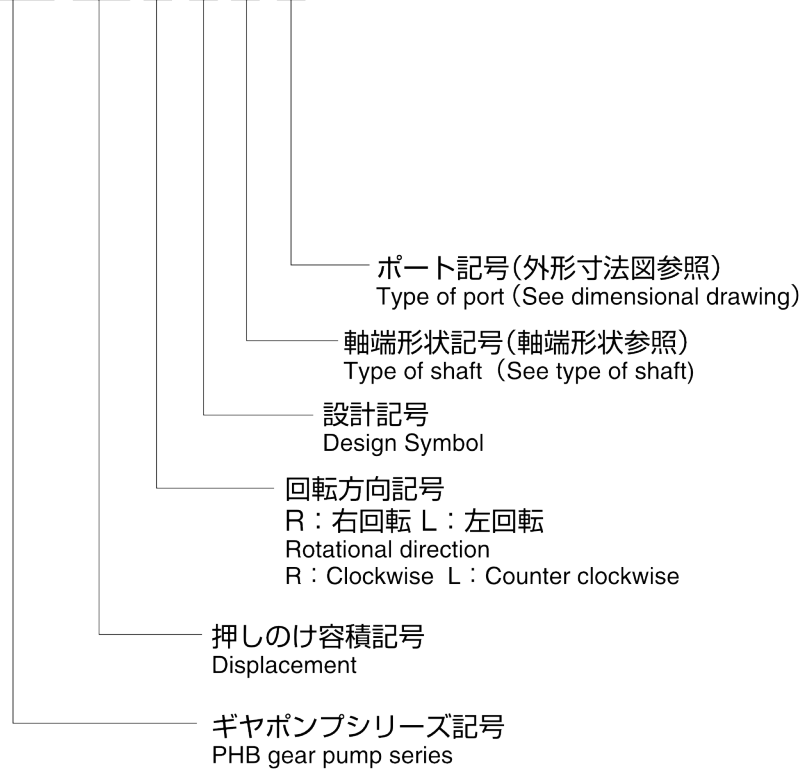 ポート記号(外形寸法図参照)
Type of port (See dimensional drawing)
軸端形状記号(軸端形状参照)
Type of shaft (See type of shaft)
設計記号
Design Symbol
回転方向記号
R：右回転 L：左回転
Rotational direction
R：Clockwise L：Counter clockwise
押しのけ容積記号
Displacement
ギヤポンプシリーズ記号
PHB gear pump series